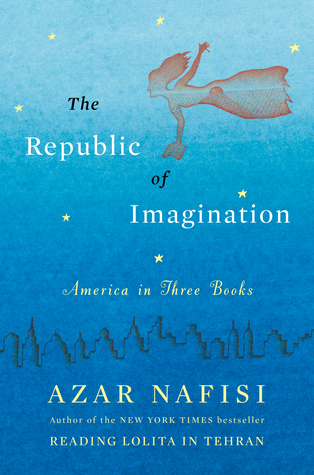 The
Republic
of
Imagination
America in Three Books
AZAR NAFISI
Author of the NEW YORK TIMES bestseller
READING LOLITA IN TEHRAN